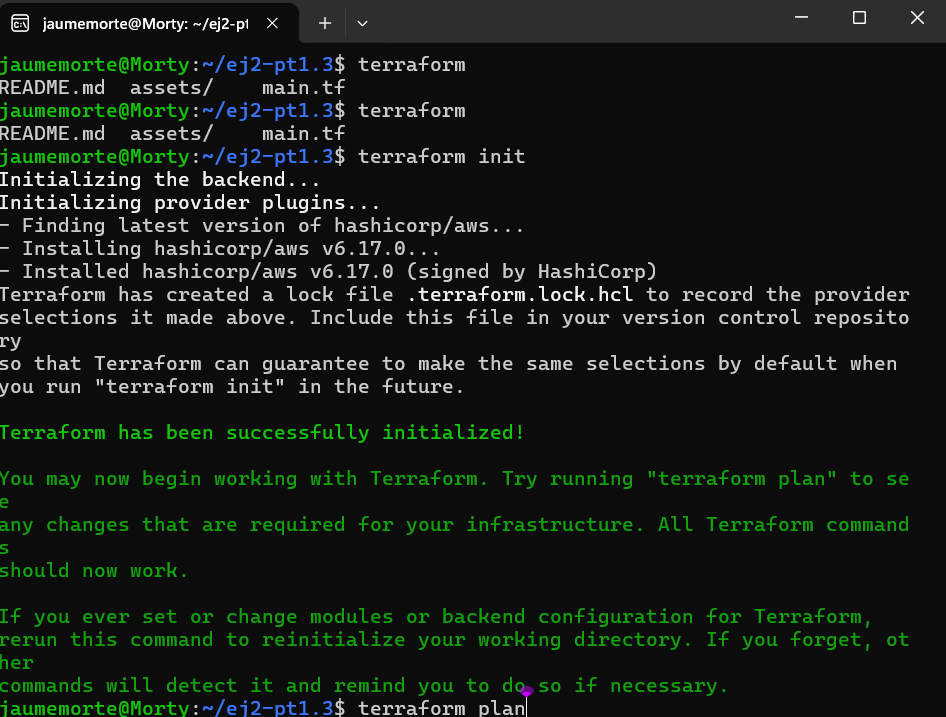 jaumemorte@Morty: ~/ej2-pt
jaumemorte@Morty:~/ej2-pt1.3$ terraform
README.md  assets/    main.tf
jaumemorte@Morty:~/ej2-pt1.3$ terraform
README.md  assets/    main.tf
jaumemorte@Morty:~/ej2-pt1.3$ terraform init
Initializing the backend...
Initializing provider plugins...
- Finding latest version of hashicorp/aws...
- Installing hashicorp/aws v6.17.0...
- Installed hashicorp/aws v6.17.0 (signed by HashiCorp)
Terraform has created a lock file .terraform.lock.hcl to record the provider
selections it made above. Include this file in your version control reposito
ry
so that Terraform can guarantee to make the same selections by default when
you run "terraform init" in the future.
Terraform has been successfully initialized!
You may now begin working with Terraform. Try running "terraform plan" to se
e
any changes that are required for your infrastructure. All Terraform command
s
should now work.
If you ever set or change modules or backend configuration for Terraform,
rerun this command to reinitialize your working directory. If you forget, ot
her
commands will detect it and remind you to do so if necessary.
jaumemorte@Morty:~/ej2-pt1.3$ terraform plan